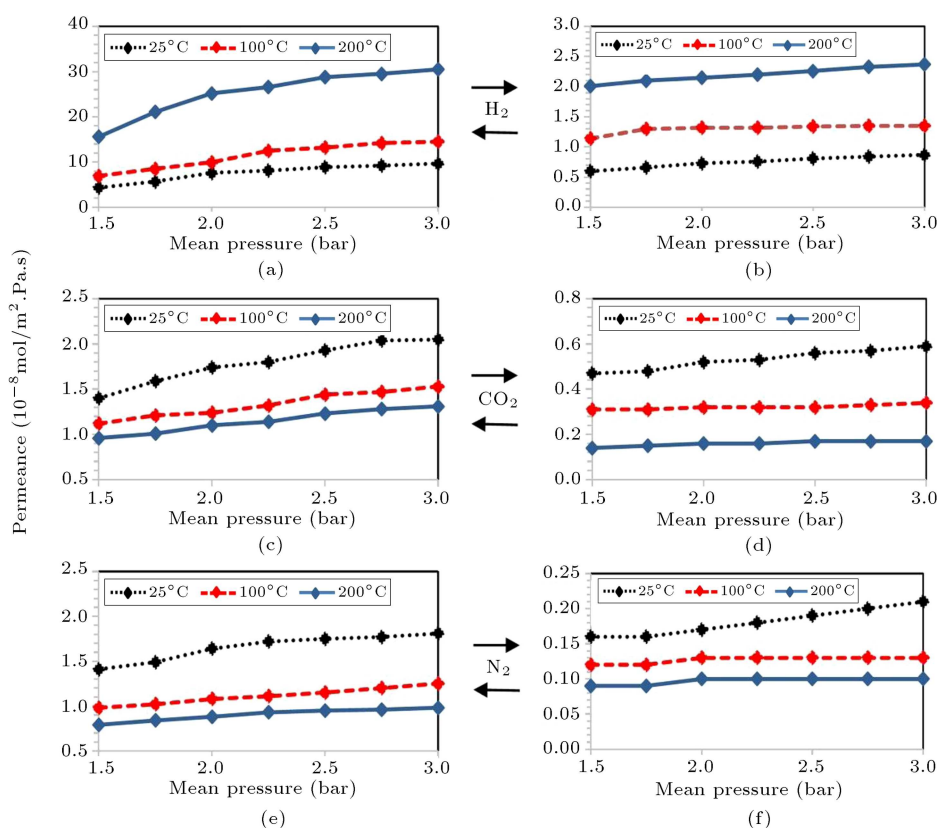 Permeance (10⁻⁸mol/m².Pa.s)
40
30
20
10
0
25°C 100°C 200°C
1.5 2.0 2.5 3.0
Mean pressure (bar)
(a)
H₂
3.0
2.5
2.0
1.5
1.0
0.5
0.0
25°C 100°C 200°C
1.5 2.0 2.5 3.0
Mean pressure (bar)
(b)
2.5
2.0
1.5
1.0
0.5
25°C 100°C 200°C
1.5 2.0 2.5 3.0
Mean pressure (bar)
(c)
CO₂
0.8
0.6
0.4
0.2
0.0
25°C 100°C 200°C
1.5 2.0 2.5 3.0
Mean pressure (bar)
(d)
2.5
2.0
1.5
1.0
0.5
25°C 100°C 200°C
1.5 2.0 2.5 3.0
Mean pressure (bar)
(e)
N₂
0.25
0.20
0.15
0.10
0.05
0.00
25°C 100°C 200°C
1.5 2.0 2.5 3.0
Mean pressure (bar)
(f)